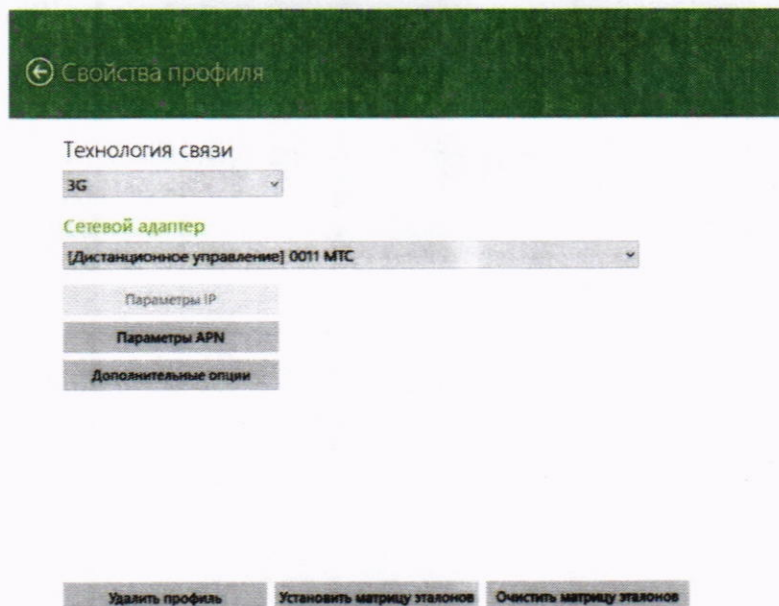 Свойства профиля
Технология связи
3G
Сетевой адаптер
[Дистанционное управление] 0011 МТС
Параметры IP
Параметры APN
Дополнительные опции
Удалить профиль Установить матрицу эталонов Очистить матрицу эталонов